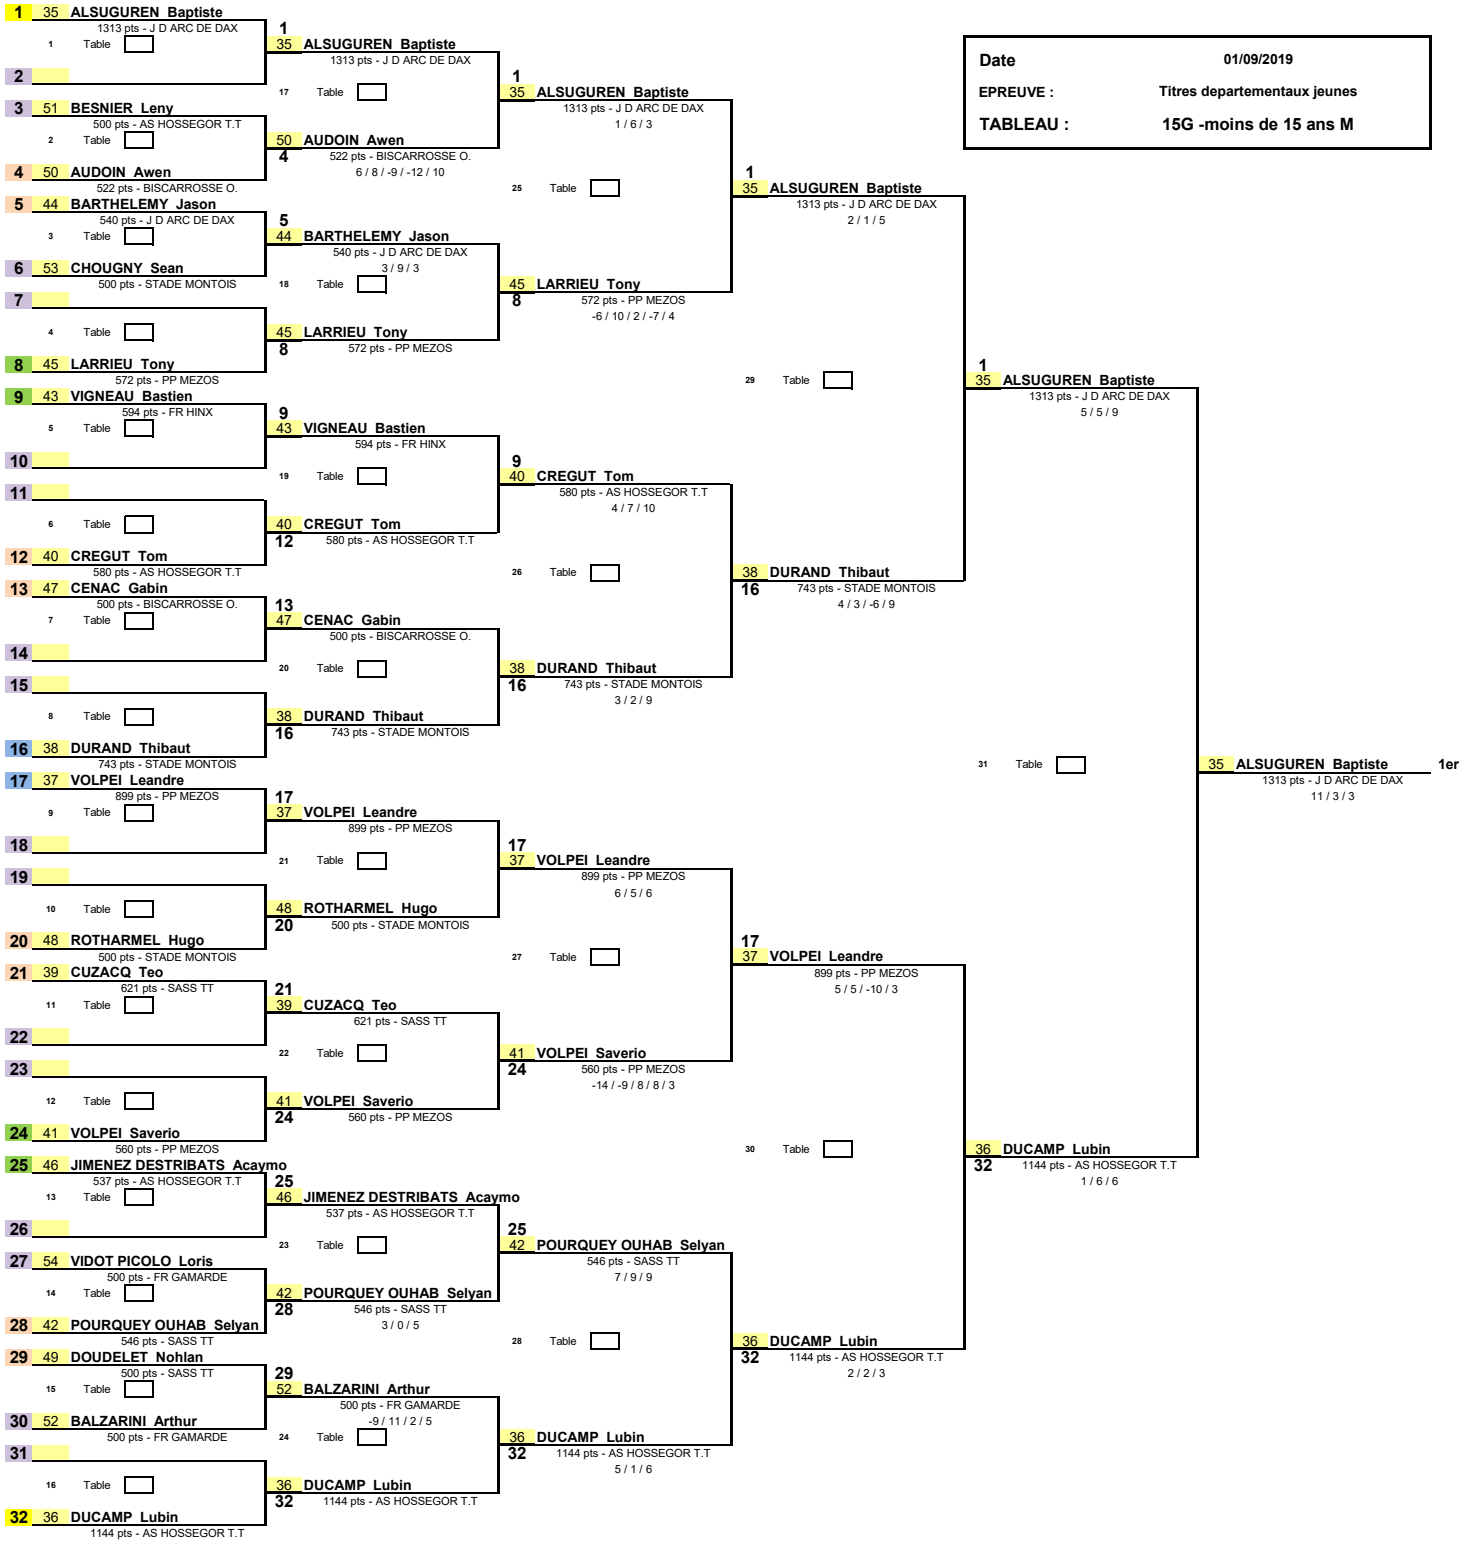 Date 01/09/2019
EPREUVE : Titres departementaux jeunes
TABLEAU : 15G -moins de 15 ans M
1 35 ALSUGUREN Baptiste
1313 pts - J D ARC DE DAX
1 Table
2
3 51 BESNIER Leny
500 pts - AS HOSSEGOR T.T
2 Table
4 50 AUDOIN Awen
522 pts - BISCARROSSE O.
5 44 BARTHELEMY Jason
540 pts - J D ARC DE DAX
3 Table
6 53 CHOUGNY Sean
500 pts - STADE MONTOIS
7
4 Table
8 45 LARRIEU Tony
572 pts - PP MEZOS
9 43 VIGNEAU Bastien
594 pts - FR HINX
5 Table
10
11
6 Table
12 40 CREGUT Tom
580 pts - AS HOSSEGOR T.T
13 47 CENAC Gabin
500 pts - BISCARROSSE O.
7 Table
14
15
8 Table
16 38 DURAND Thibaut
743 pts - STADE MONTOIS
17 37 VOLPEI Leandre
899 pts - PP MEZOS
9 Table
18
19
10 Table
20 48 ROTHARMEL Hugo
500 pts - STADE MONTOIS
21 39 CUZACQ Teo
621 pts - SASS TT
11 Table
22
23
12 Table
24 41 VOLPEI Saverio
560 pts - PP MEZOS
25 46 JIMENEZ DESTRIBATS Acaymo
537 pts - AS HOSSEGOR T.T
13 Table
26
27 54 VIDOT PICOLO Loris
500 pts - FR GAMARDE
14 Table
28 42 POURQUEY OUHAB Selyan
546 pts - SASS TT
29 49 DOUDELET Nohlan
500 pts - SASS TT
15 Table
30 52 BALZARINI Arthur
500 pts - FR GAMARDE
31
16 Table
32 36 DUCAMP Lubin
1144 pts - AS HOSSEGOR T.T
1
35 ALSUGUREN Baptiste
1313 pts - J D ARC DE DAX
17 Table
50 AUDOIN Awen
4 522 pts - BISCARROSSE O.
6 / 8 / -9 / -12 / 10
5
44 BARTHELEMY Jason
540 pts - J D ARC DE DAX
3 / 9 / 3
18 Table
45 LARRIEU Tony
8 572 pts - PP MEZOS
9
43 VIGNEAU Bastien
594 pts - FR HINX
19 Table
40 CREGUT Tom
12 580 pts - AS HOSSEGOR T.T
13
47 CENAC Gabin
500 pts - BISCARROSSE O.
20 Table
38 DURAND Thibaut
16 743 pts - STADE MONTOIS
17
37 VOLPEI Leandre
899 pts - PP MEZOS
21 Table
48 ROTHARMEL Hugo
20 500 pts - STADE MONTOIS
21
39 CUZACQ Teo
621 pts - SASS TT
22 Table
41 VOLPEI Saverio
24 560 pts - PP MEZOS
25
46 JIMENEZ DESTRIBATS Acaymo
537 pts - AS HOSSEGOR T.T
23 Table
42 POURQUEY OUHAB Selyan
28 546 pts - SASS TT
3 / 0 / 5
29
52 BALZARINI Arthur
500 pts - FR GAMARDE
-9 / 11 / 2 / 5
24 Table
36 DUCAMP Lubin
32 1144 pts - AS HOSSEGOR T.T
1
35 ALSUGUREN Baptiste
1313 pts - J D ARC DE DAX
1 / 6 / 3
25 Table
45 LARRIEU Tony
8 572 pts - PP MEZOS
-6 / 10 / 2 / -7 / 4
9
40 CREGUT Tom
580 pts - AS HOSSEGOR T.T
4 / 7 / 10
26 Table
38 DURAND Thibaut
16 743 pts - STADE MONTOIS
3 / 2 / 9
17
37 VOLPEI Leandre
899 pts - PP MEZOS
6 / 5 / 6
27 Table
41 VOLPEI Saverio
24 560 pts - PP MEZOS
-14 / -9 / 8 / 8 / 3
25
42 POURQUEY OUHAB Selyan
546 pts - SASS TT
7 / 9 / 9
28 Table
36 DUCAMP Lubin
32 1144 pts - AS HOSSEGOR T.T
5 / 1 / 6
1
35 ALSUGUREN Baptiste
1313 pts - J D ARC DE DAX
2 / 1 / 5
29 Table
38 DURAND Thibaut
16 743 pts - STADE MONTOIS
4 / 3 / -6 / 9
17
37 VOLPEI Leandre
899 pts - PP MEZOS
5 / 5 / -10 / 3
30 Table
36 DUCAMP Lubin
32 1144 pts - AS HOSSEGOR T.T
2 / 2 / 3
1
35 ALSUGUREN Baptiste
1313 pts - J D ARC DE DAX
5 / 5 / 9
31 Table
36 DUCAMP Lubin
32 1144 pts - AS HOSSEGOR T.T
1 / 6 / 6
35 ALSUGUREN Baptiste 1er
1313 pts - J D ARC DE DAX
11 / 3 / 3